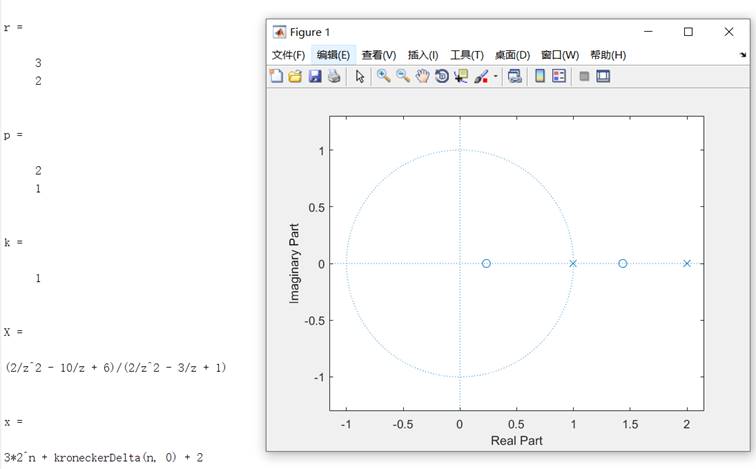 r =
3
2
p =
2
1
k =
1
X =
(2/z^2 - 10/z + 6)/(2/z^2 - 3/z + 1)
x =
3*2^n + kroneckerDelta(n, 0) + 2
Figure 1
文件(F) 编辑(E) 查看(V) 插入(I) 工具(T) 桌面(D) 窗口(W) 帮助(H)
1
0.5
0
-0.5
-1
Imaginary Part
-1 -0.5 0 0.5 1 1.5 2
Real Part